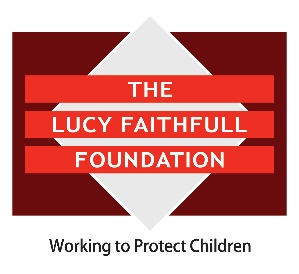 THE
LUCY FAITHFULL
FOUNDATION
Working to Protect Children